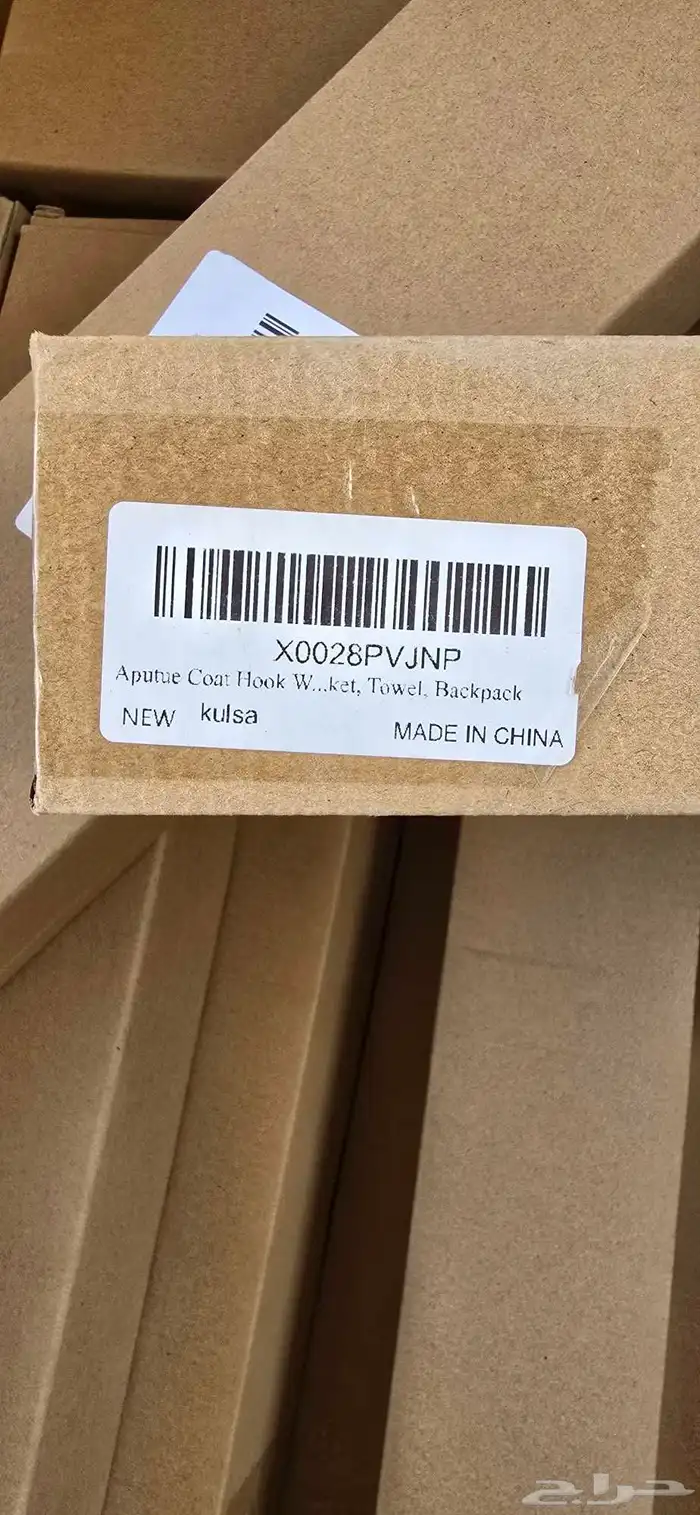 X0028PVJNP
Aputue Coat Hook W...ket, Towel, Backpack
NEW kulsa
MADE IN CHINA
حراج